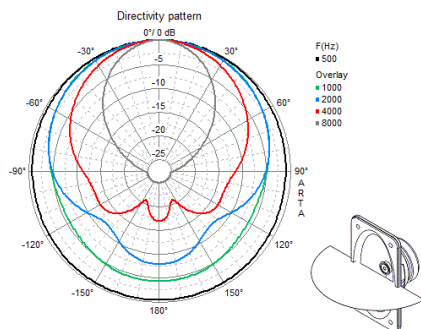 Directivity pattern
0°/ 0 dB
-30°
30°
-5
-10
-15
-20
-25
-60°
60°
-90°
90°
-120°
120°
-150°
150°
180°
A
R
T
A
F(Hz)
500
Overlay
1000
2000
4000
8000